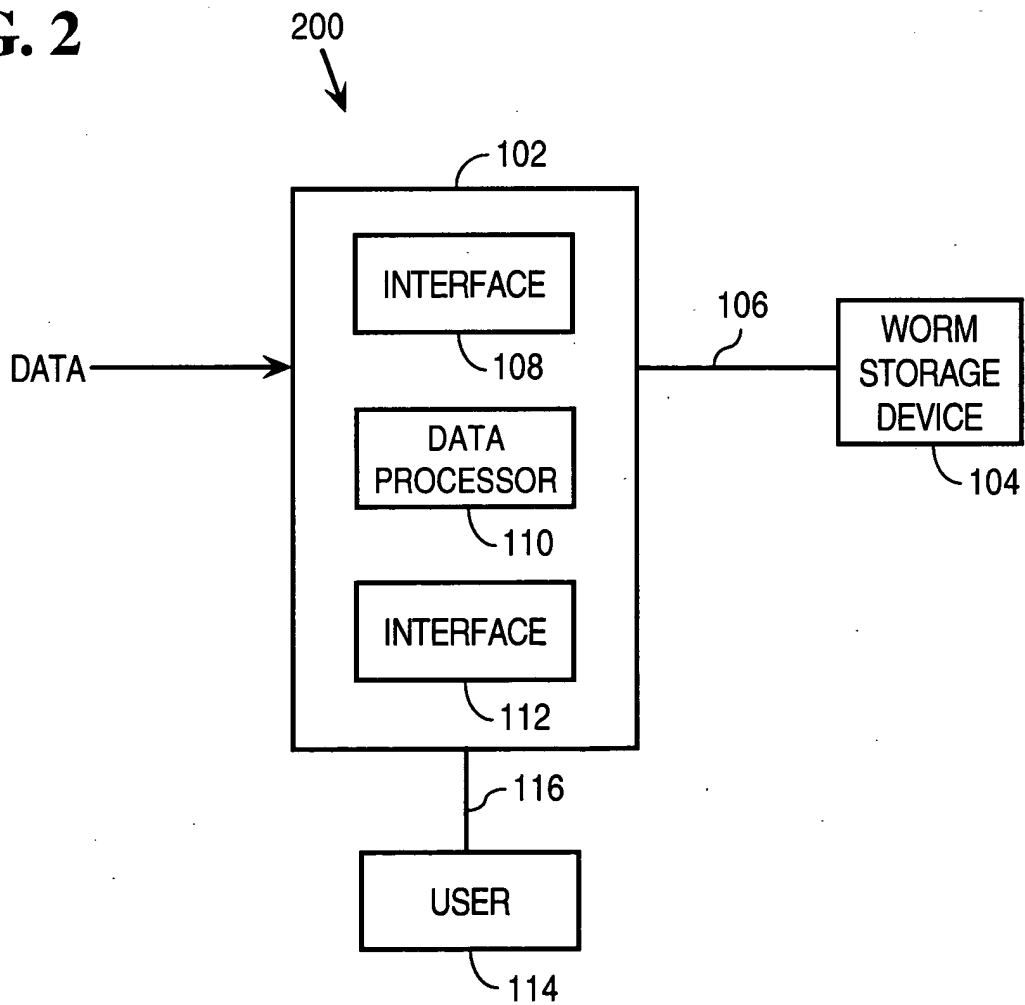 G. 2
200
102
INTERFACE
108
DATA
DATA
PROCESSOR
110
INTERFACE
112
106
WORM
STORAGE
DEVICE
104
116
USER
114